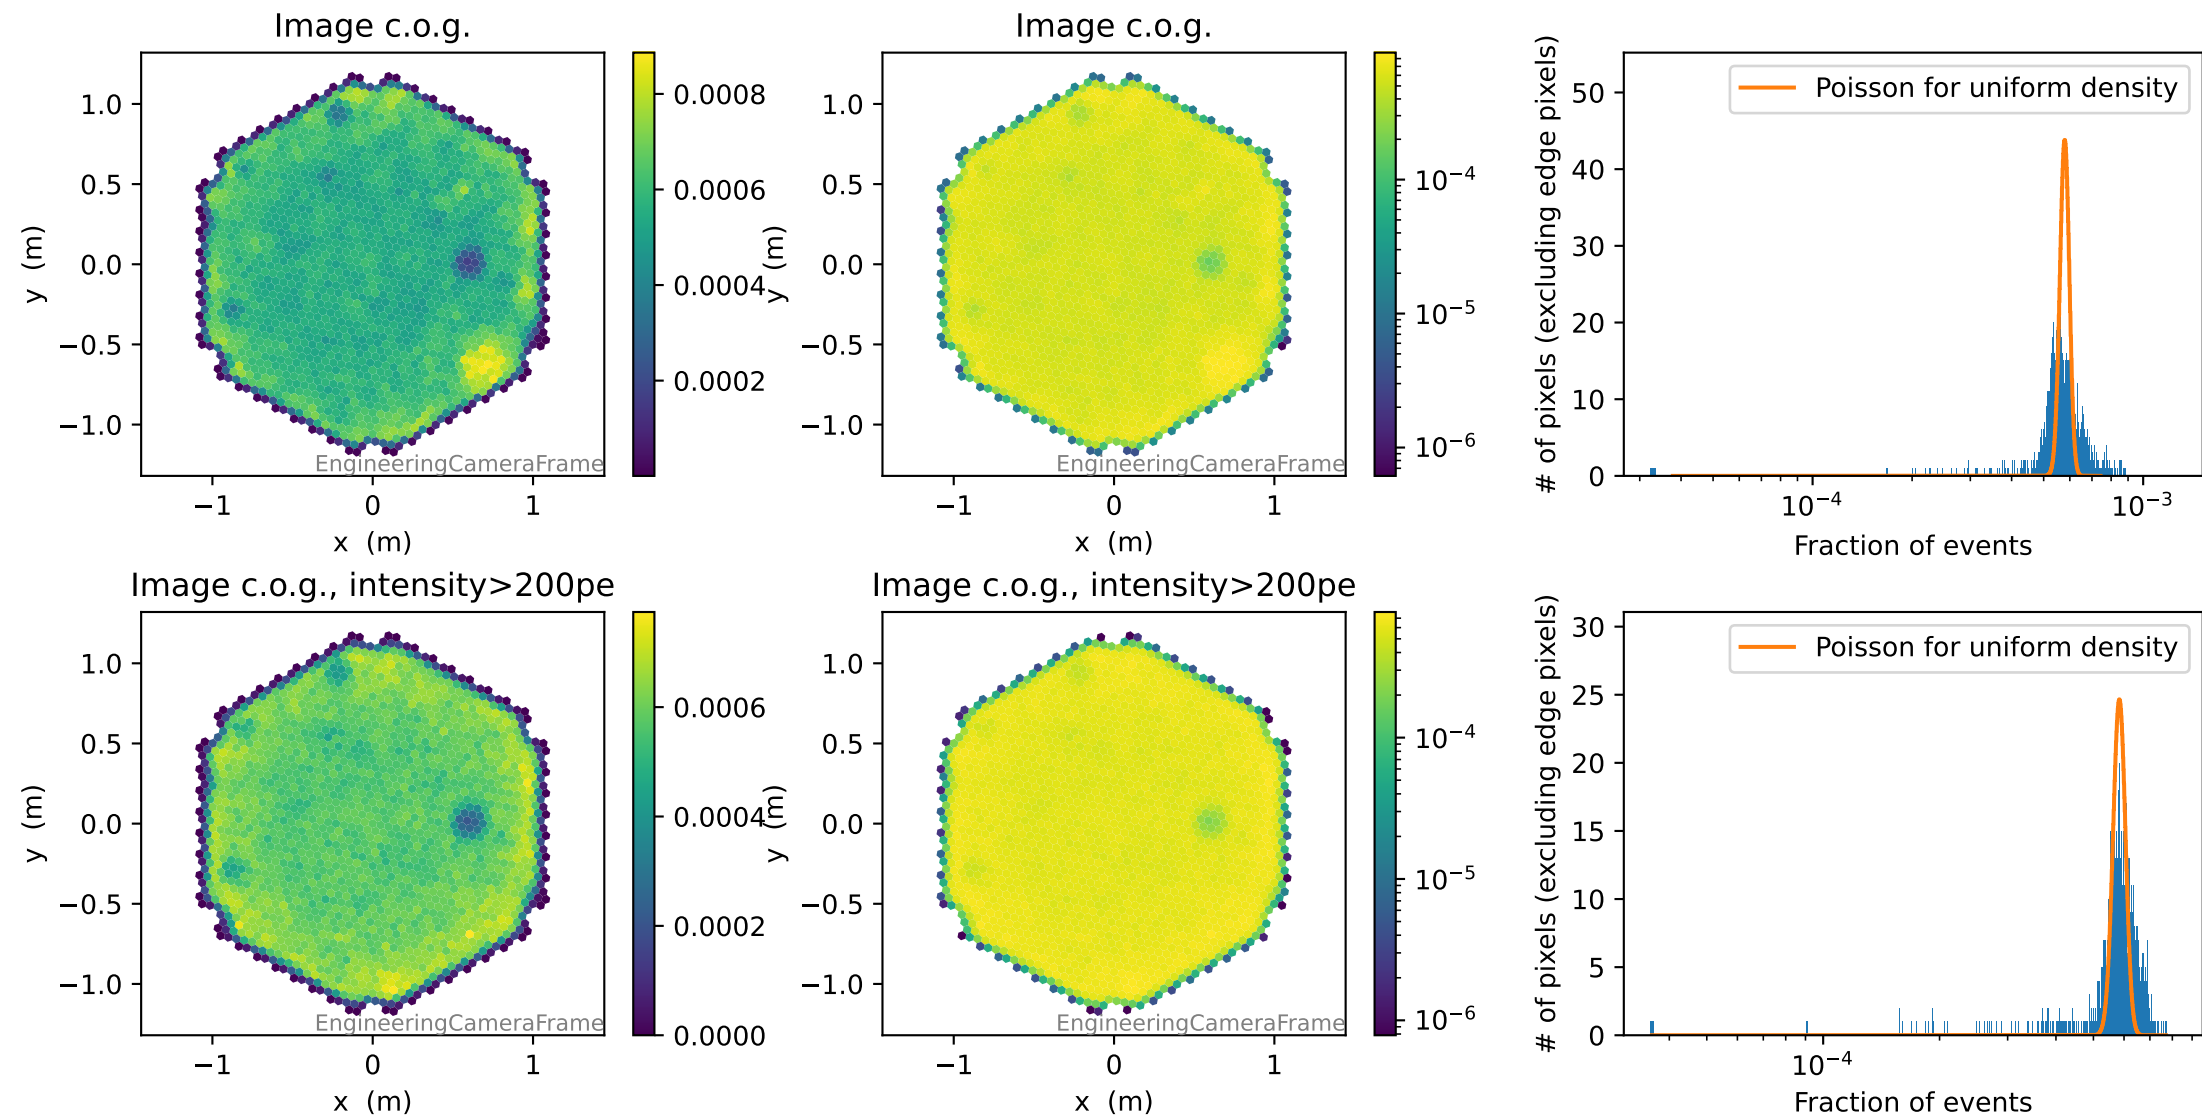 Image c.o.g.
1.0
0.5
0.0
−0.5
−1.0
y (m)
−1
0
1
x (m)
EngineeringCameraFrame
0.0008
0.0006
0.0004
0.0002
Image c.o.g.
1.0
0.5
0.0
−0.5
−1.0
y (m)
−1
0
1
x (m)
EngineeringCameraFrame
10⁻⁴
10⁻⁵
10⁻⁶
# of pixels (excluding edge pixels)
50
40
30
20
10
0
Poisson for uniform density
10⁻⁴
10⁻³
Fraction of events
Image c.o.g., intensity>200pe
1.0
0.5
0.0
−0.5
−1.0
y (m)
−1
0
1
x (m)
EngineeringCameraFrame
0.0006
0.0004
0.0002
0.0000
Image c.o.g., intensity>200pe
1.0
0.5
0.0
−0.5
−1.0
y (m)
−1
0
1
x (m)
EngineeringCameraFrame
10⁻⁴
10⁻⁵
10⁻⁶
# of pixels (excluding edge pixels)
30
25
20
15
10
5
0
Poisson for uniform density
10⁻⁴
Fraction of events